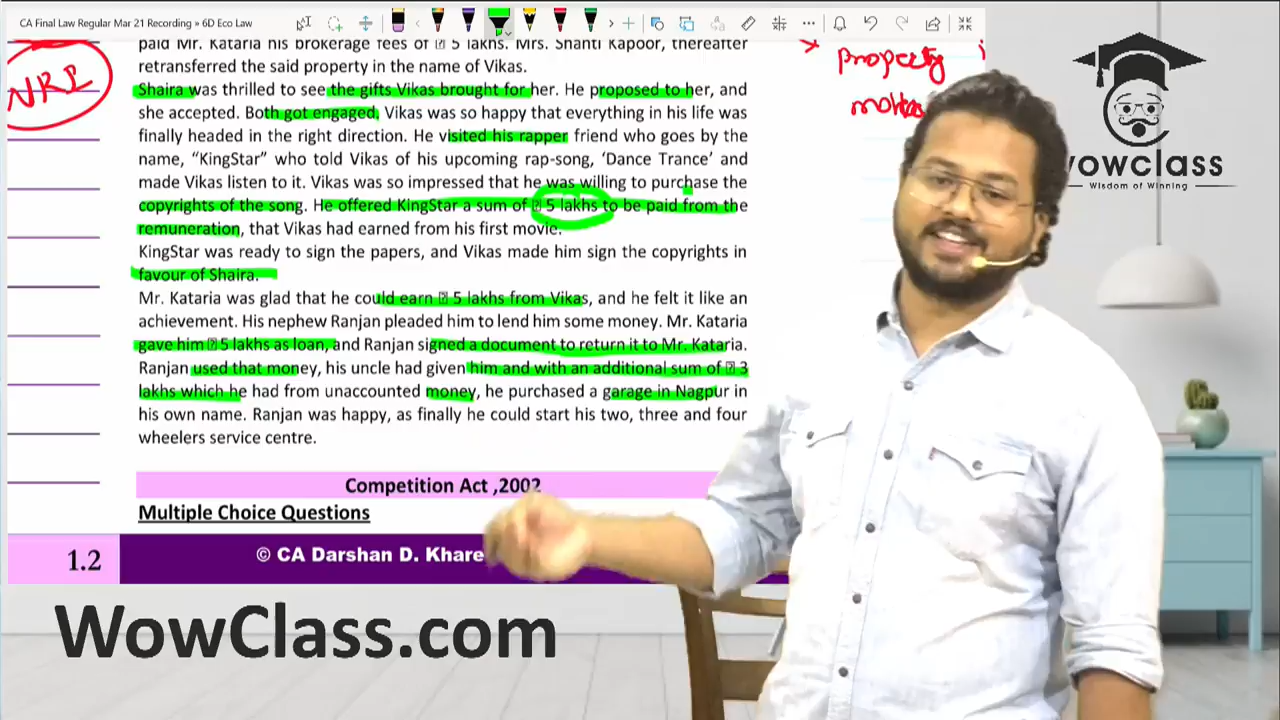 CA Final Law Regular Mar 21 Recording » 6D Eco Law
paid Mr. Kataria his brokerage fees of 5 lakhs. Mrs. Shanti Kapoor, thereafter
retransferred the said property in the name of Vikas.
Shaira was thrilled to see the gifts Vikas brought for her. He proposed to her, and
she accepted. Both got engaged, Vikas was so happy that everything in his life was
finally headed in the right direction. He visited his rapper friend who goes by the
name, “KingStar” who told Vikas of his upcoming rap-song, ‘Dance Trance’ and
made Vikas listen to it. Vikas was so impressed that he was willing to purchase the
copyrights of the song. He offered KingStar a sum of 5 lakhs to be paid from the
remuneration, that Vikas had earned from his first movie.
KingStar was ready to sign the papers, and Vikas made him sign the copyrights in
favour of Shaira.
Mr. Kataria was glad that he could earn 5 lakhs from Vikas, and he felt it like an
achievement. His nephew Ranjan pleaded him to lend him some money. Mr. Kataria
gave him 5 lakhs as loan, and Ranjan signed a document to return it to Mr. Kataria.
Ranjan used that money, his uncle had given him and with an additional sum of 3
lakhs which he had from unaccounted money, he purchased a garage in Nagpur in
his own name. Ranjan was happy, as finally he could start his two, three and four
wheelers service centre.
Competition Act ,2002
Multiple Choice Questions
1.2
© CA Darshan D. Khare
NRI
property
wowclass
Wisdom of Winning
WowClass.com